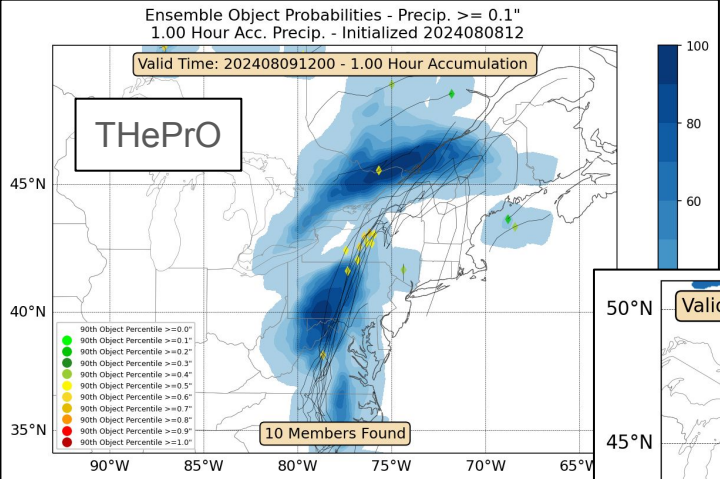 Ensemble Object Probabilities - Precip. >= 0.1"
1.00 Hour Acc. Precip. - Initialized 2024080812
Valid Time: 202408091200 - 1.00 Hour Accumulation
THePrO
100
80
60
45°N
40°N
35°N
90th Object Percentile >=0.0"
90th Object Percentile >=0.1"
90th Object Percentile >=0.2"
90th Object Percentile >=0.3"
90th Object Percentile >=0.4"
90th Object Percentile >=0.5"
90th Object Percentile >=0.6"
90th Object Percentile >=0.7"
90th Object Percentile >=0.8"
90th Object Percentile >=0.9"
90th Object Percentile >=1.0"
10 Members Found
90°W 85°W 80°W 75°W 70°W 65°W
50°N
Valid
45°N